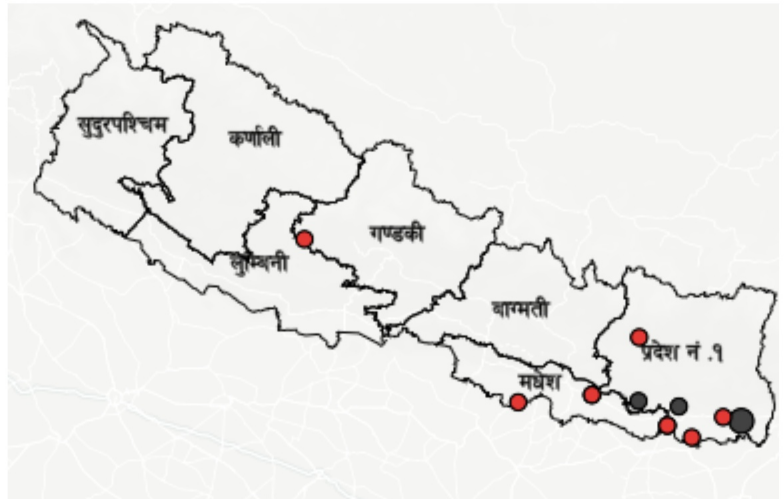 सुदुरपश्चिम
कर्णाली
गण्डकी
लुम्बिनी
बाग्मती
प्रदेश नं .१
मधेश